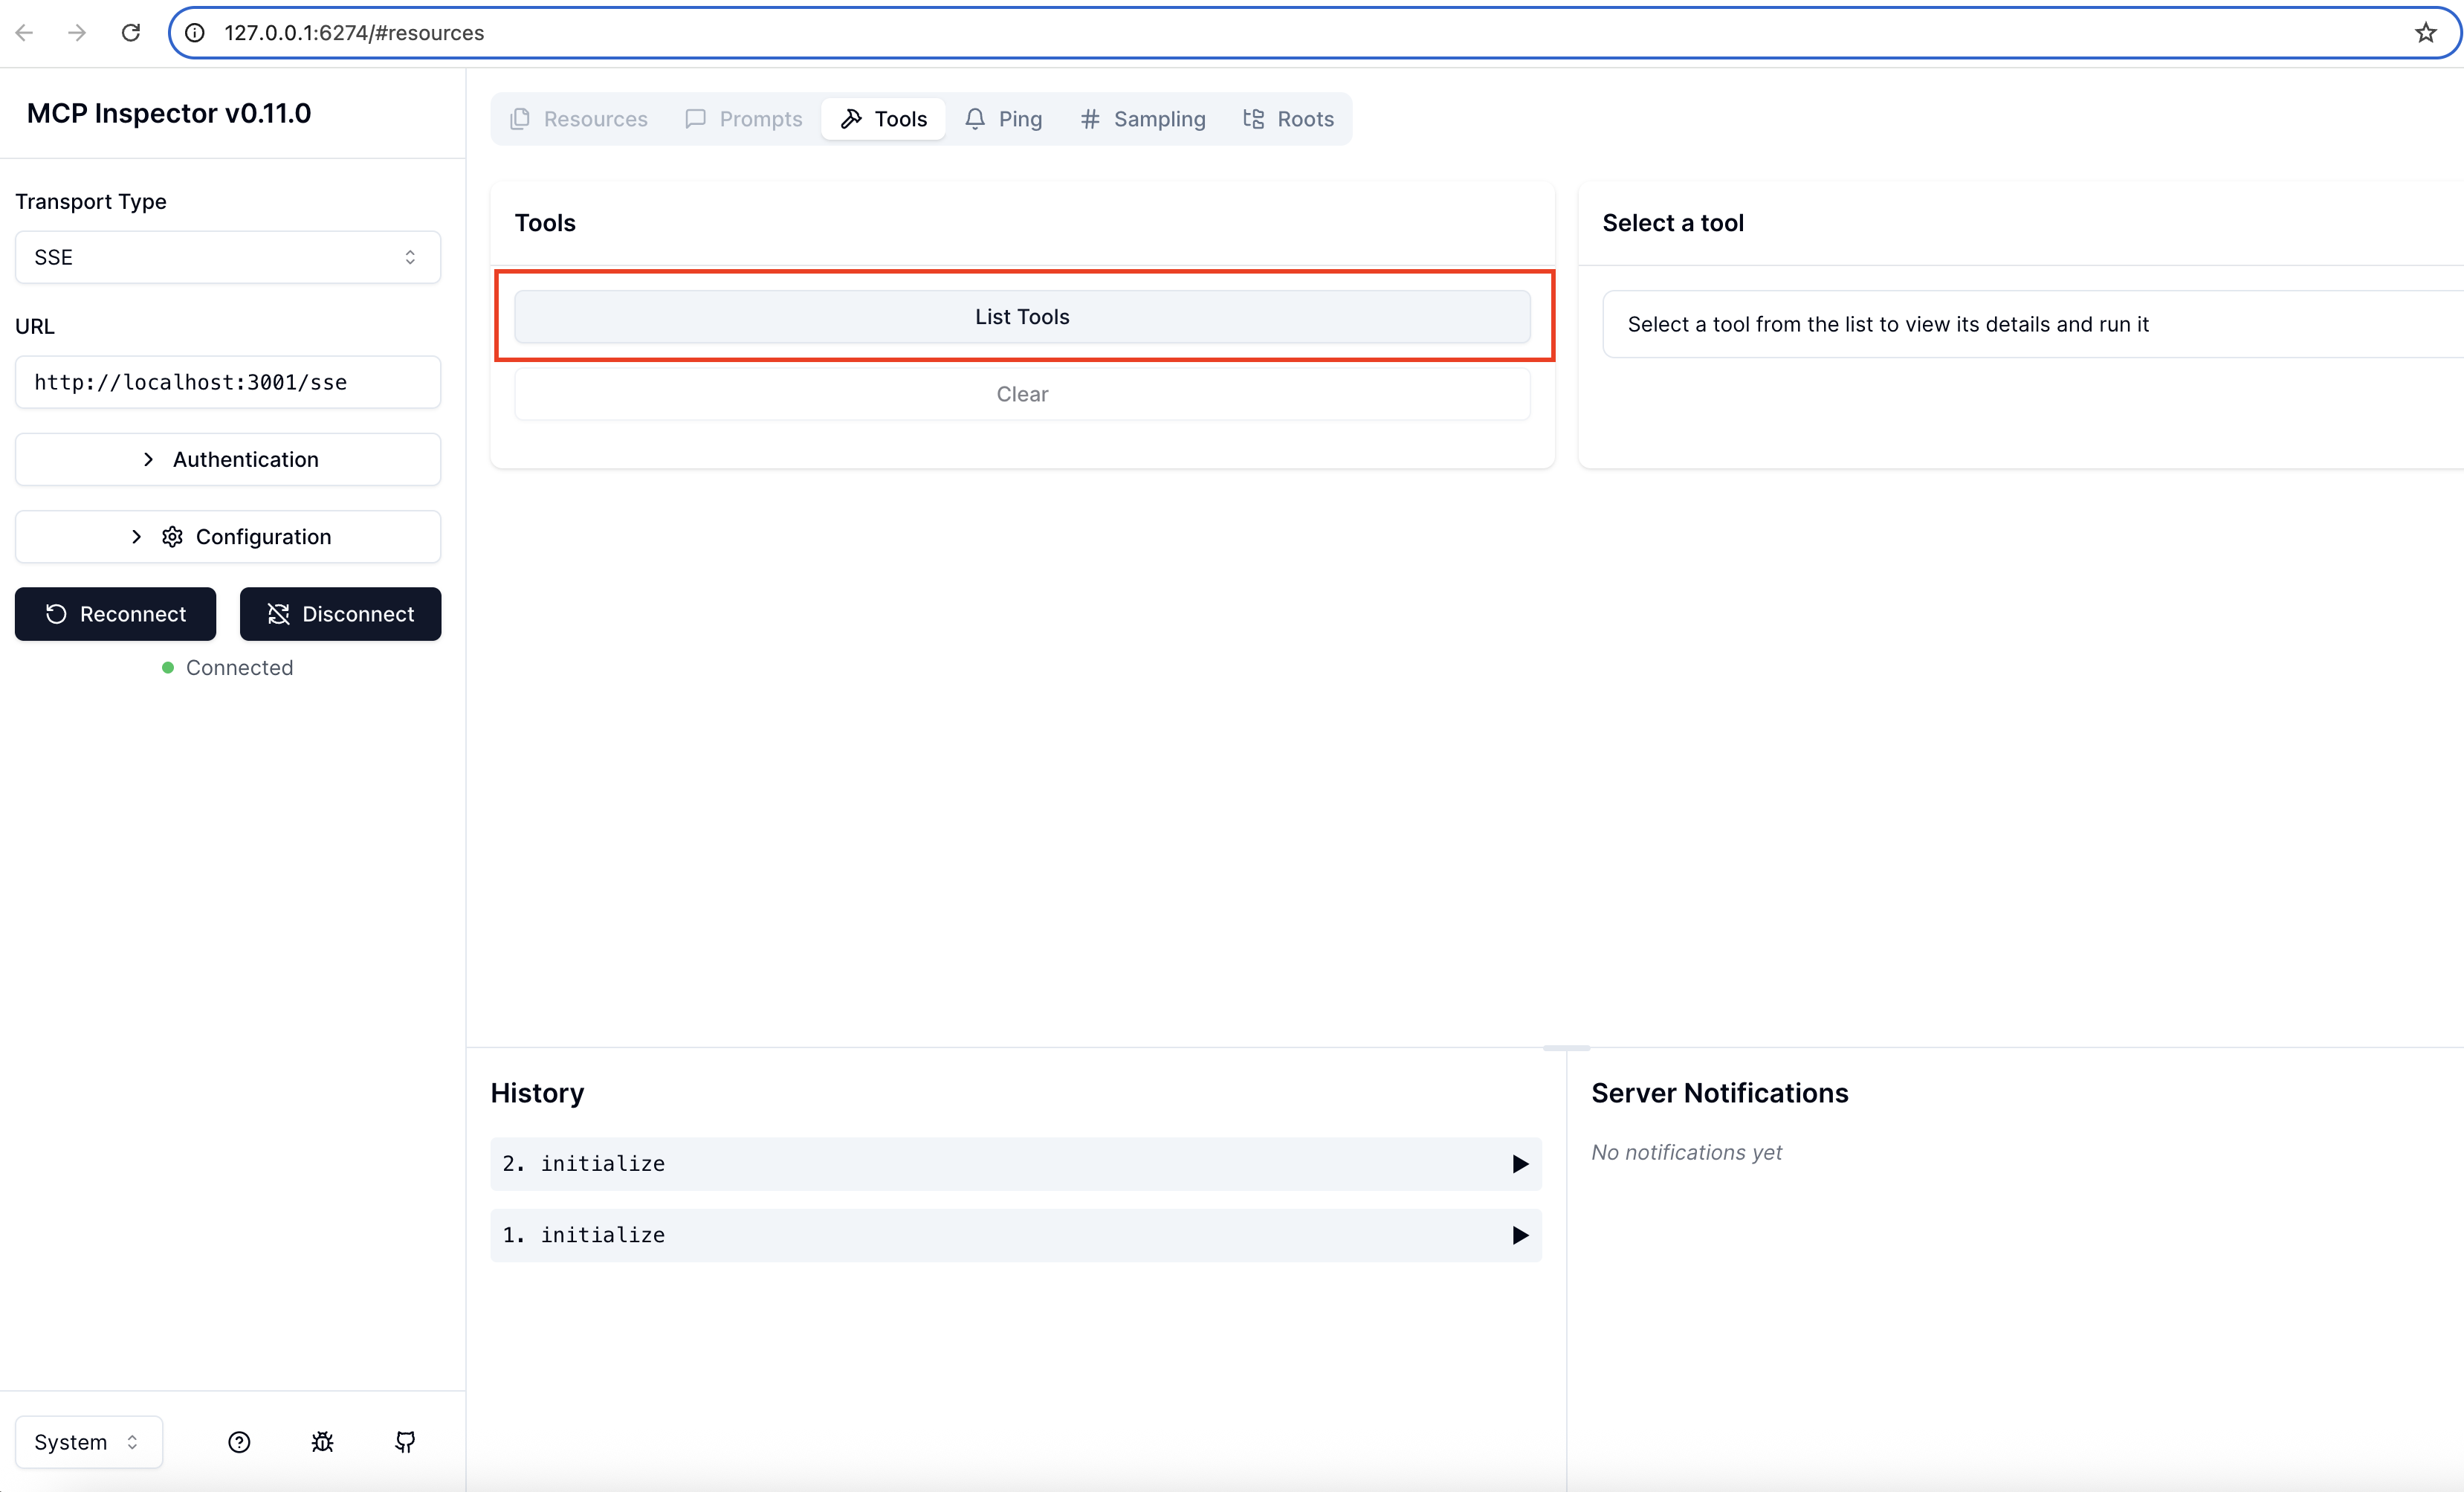 127.0.0.1:6274/#resources
MCP Inspector v0.11.0
Transport Type
SSE
URL
http://localhost:3001/sse
Authentication
Configuration
Reconnect
Disconnect
Connected
System
Resources
Prompts
Tools
Ping
Sampling
Roots
Tools
List Tools
Clear
Select a tool
Select a tool from the list to view its details and run it
History
2. initialize
1. initialize
Server Notifications
No notifications yet